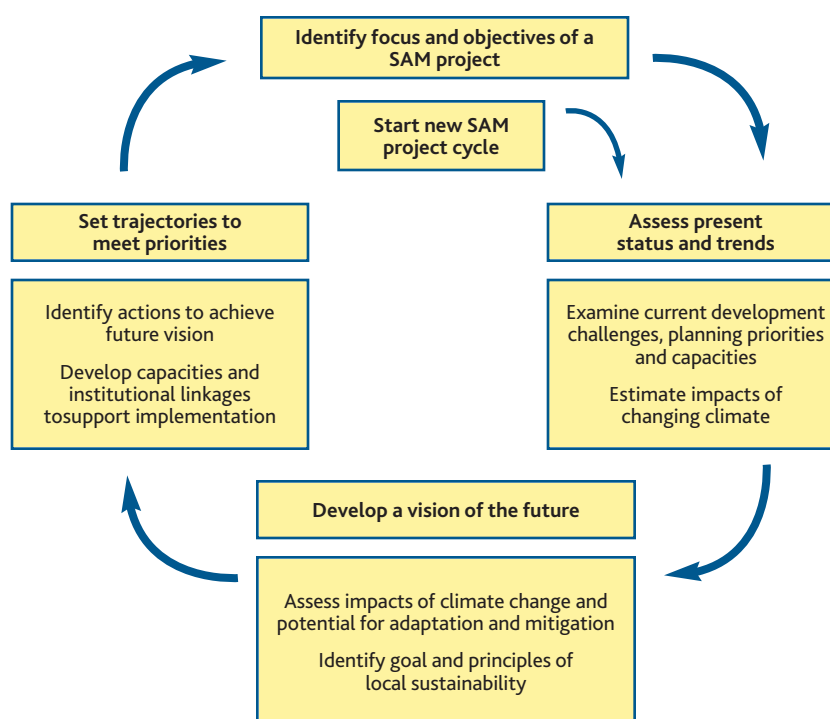 Identify focus and objectives of a
SAM project
Start new SAM
project cycle
Set trajectories to
meet priorities
Identify actions to achieve
future vision
Develop capacities and
institutional linkages
tosupport implementation
Assess present
status and trends
Examine current development
challenges, planning priorities
and capacities
Estimate impacts of
changing climate
Develop a vision of the future
Assess impacts of climate change and
potential for adaptation and mitigation
Identify goal and principles of
local sustainability